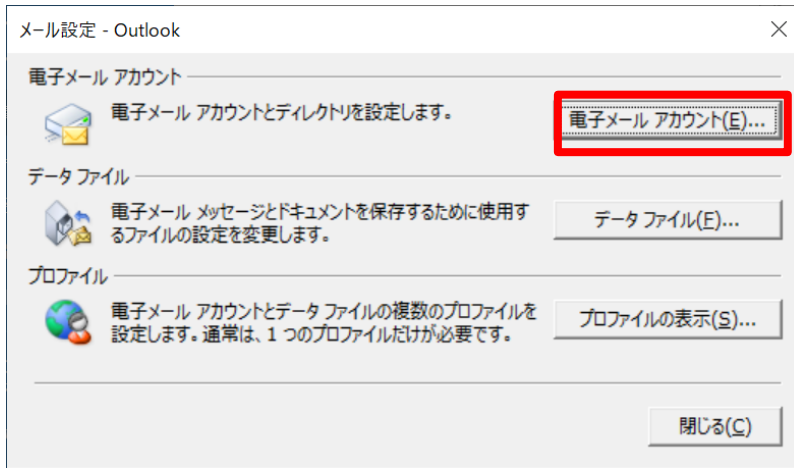 メール設定 - Outlook
電子メール アカウント
電子メール アカウントとディレクトリを設定します。
電子メール アカウント(E)...
データ ファイル
電子メール メッセージとドキュメントを保存するために使用す
るファイルの設定を変更します。
データ ファイル(F)...
プロファイル
電子メール アカウントとデータ ファイルの複数のプロファイルを
設定します。通常は、1 つのプロファイルだけが必要です。
プロファイルの表示(S)...
閉じる(C)